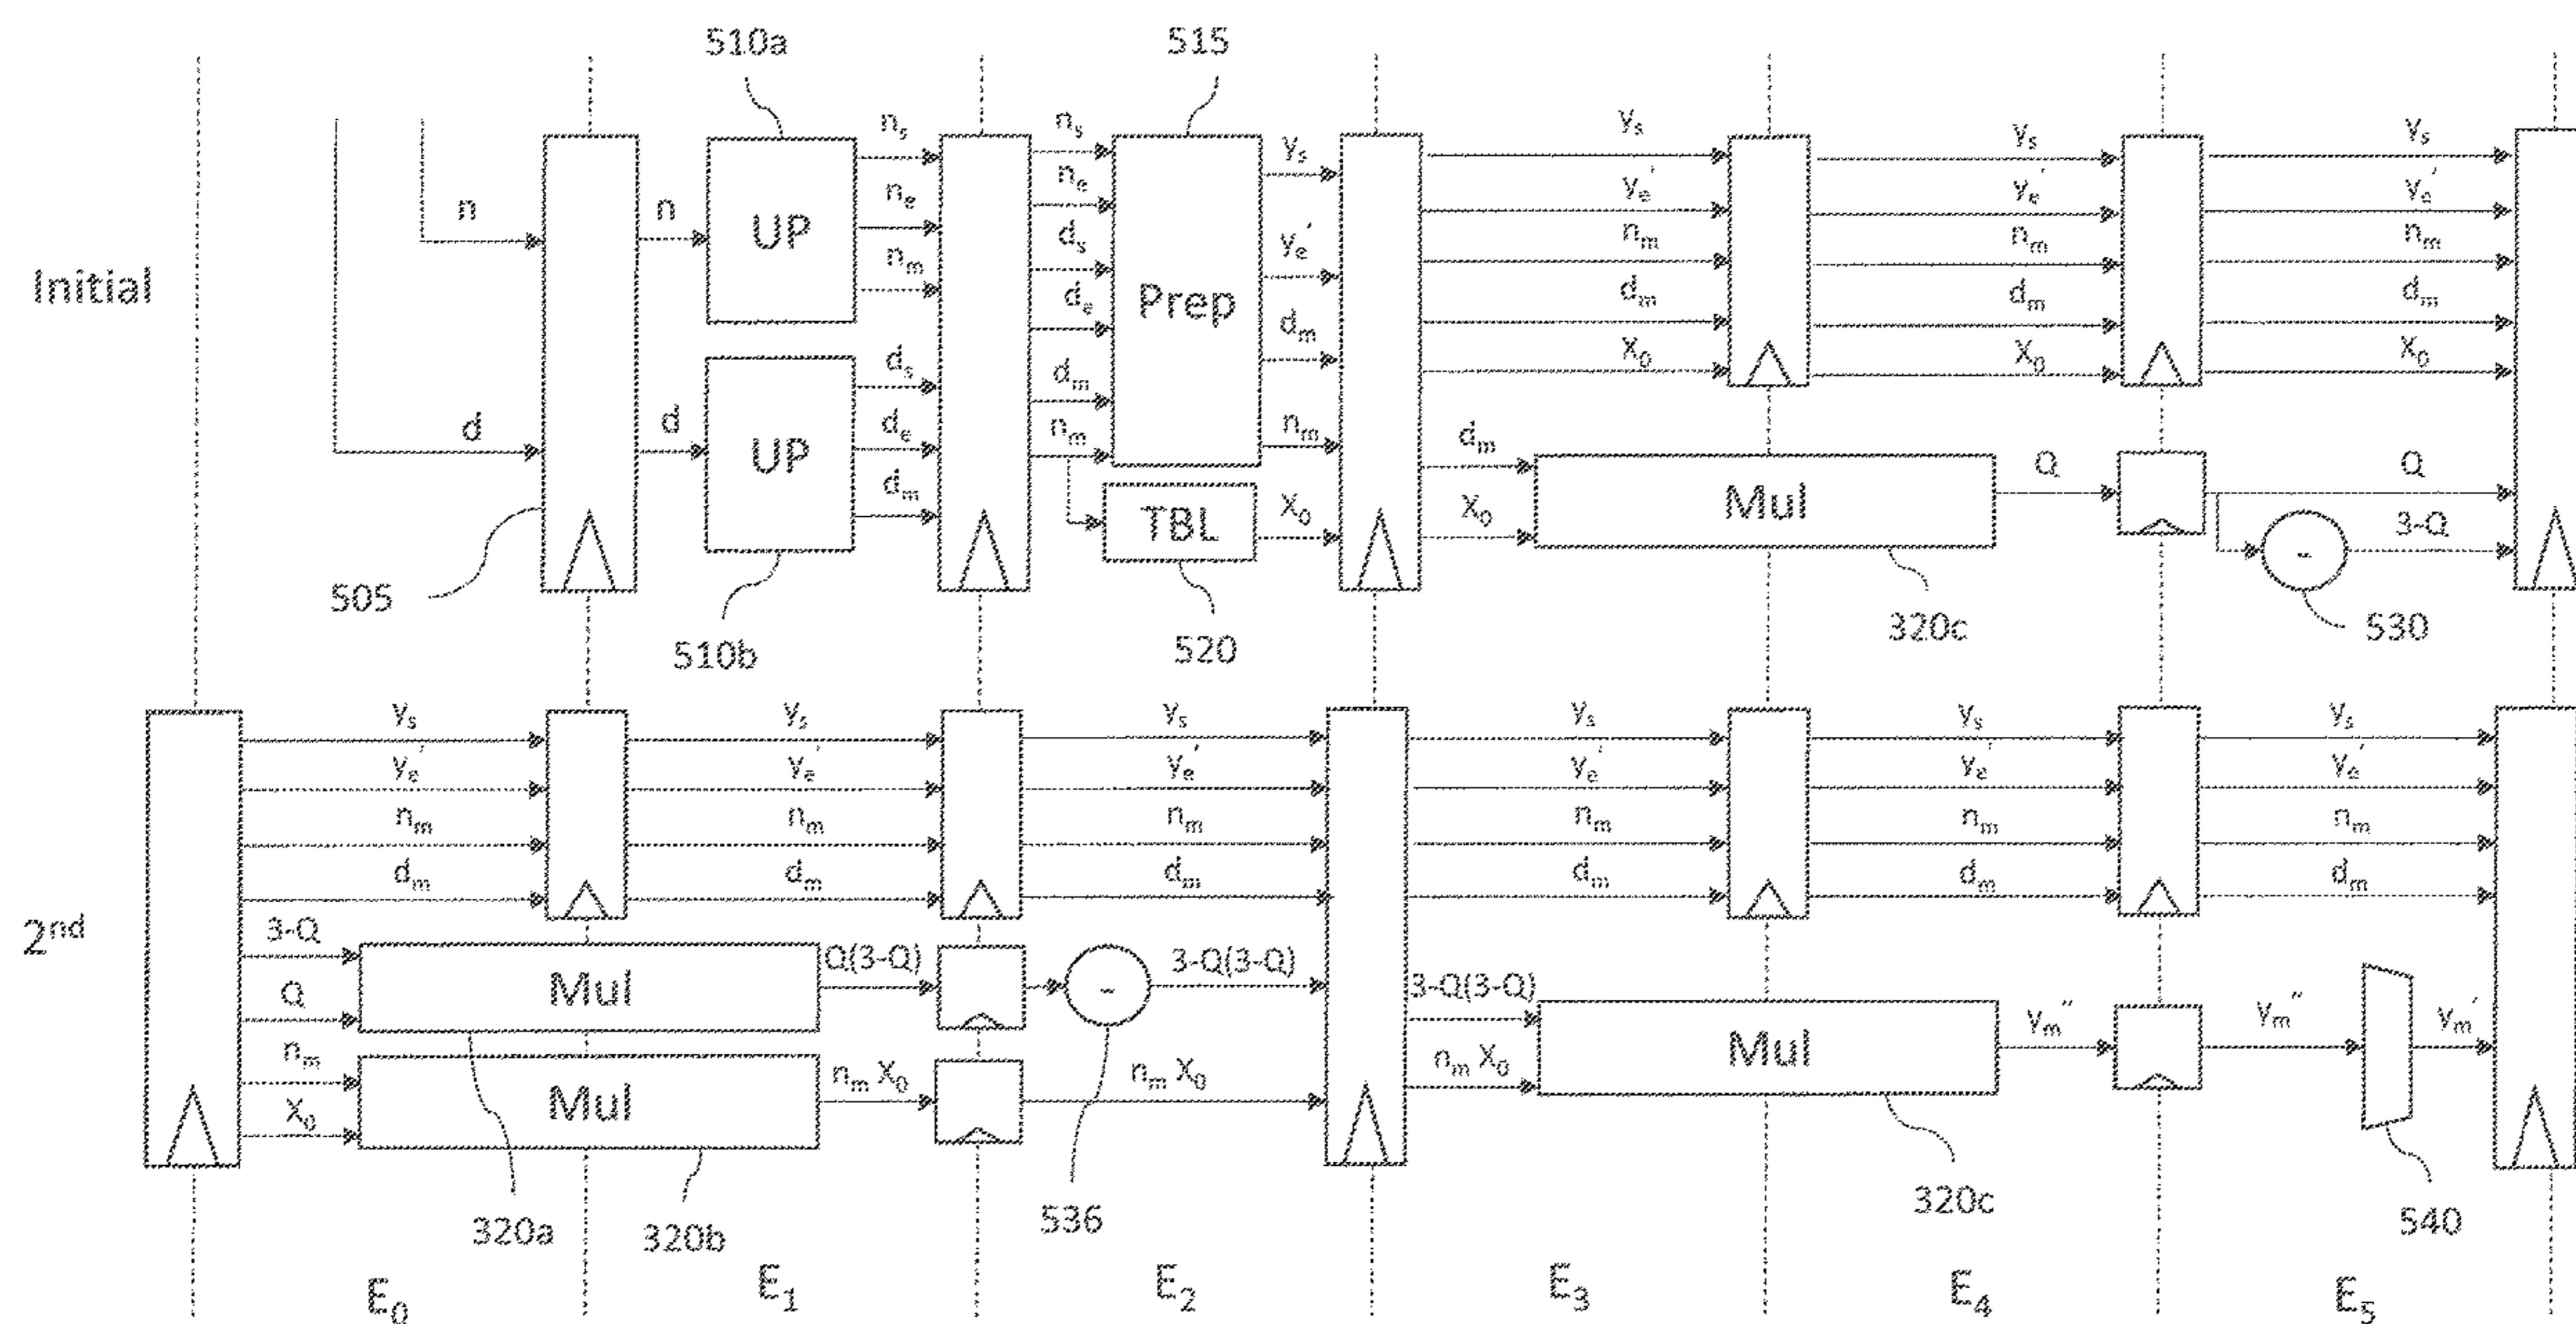 510a
515
n_s
n_s
y_s
y_s
y_s
y_s
n_e
n_e
y_e'
y_e'
y_e'
n
n
UP
n_m
d_s
y_e'
n_m
n_m
n_m
Initial
d_e
Prep
d_m
d_m
d_m
d_m
d_s
d_m
X_0
X_0
X_0
d
d
UP
d_e
n_m
n_m
d_m
Q
Q
d_m
TBL
X_0
X_0
Mul
3-Q
-
505
510b
520
320c
530
y_s
y_s
y_s
y_s
y_s
y_s
y_e'
y_e'
y_e'
y_e'
y_e'
y_e'
n_m
n_m
n_m
n_m
n_m
n_m
d_m
d_m
d_m
d_m
d_m
d_m
2nd
3-Q
Q
Mul
Q(3-Q)
-
3-Q(3-Q)
3-Q(3-Q)
n_m
X_0
Mul
n_m X_0
n_m X_0
n_m X_0
Mul
y_m''
y_m''
y_m'
320a
320b
536
320c
540
E_0
E_1
E_2
E_3
E_4
E_5